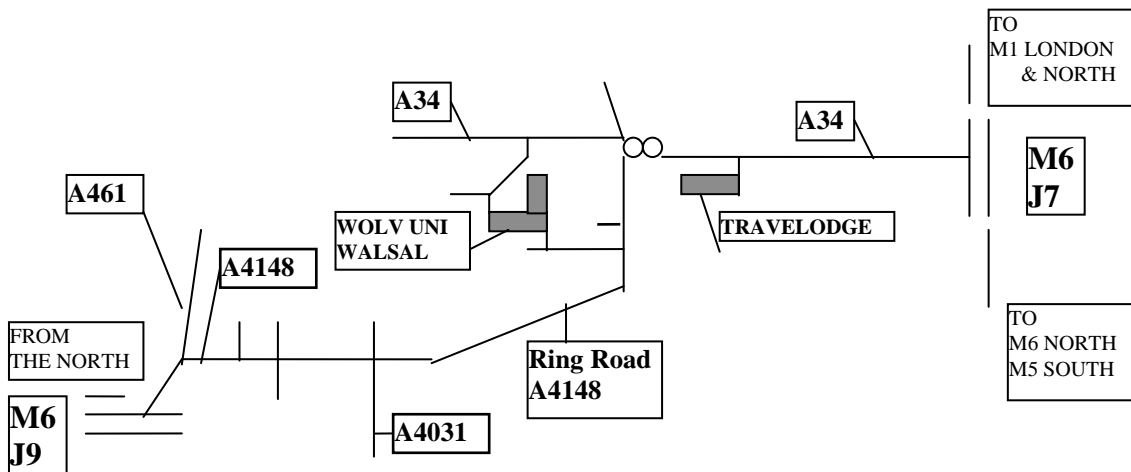 TO
M1 LONDON
& NORTH
A34
A34
M6
J7
A461
WOLV UNI
WALSAL
TRAVELODGE
A4148
FROM
THE NORTH
TO
M6 NORTH
M5 SOUTH
Ring Road
A4148
M6
J9
A4031